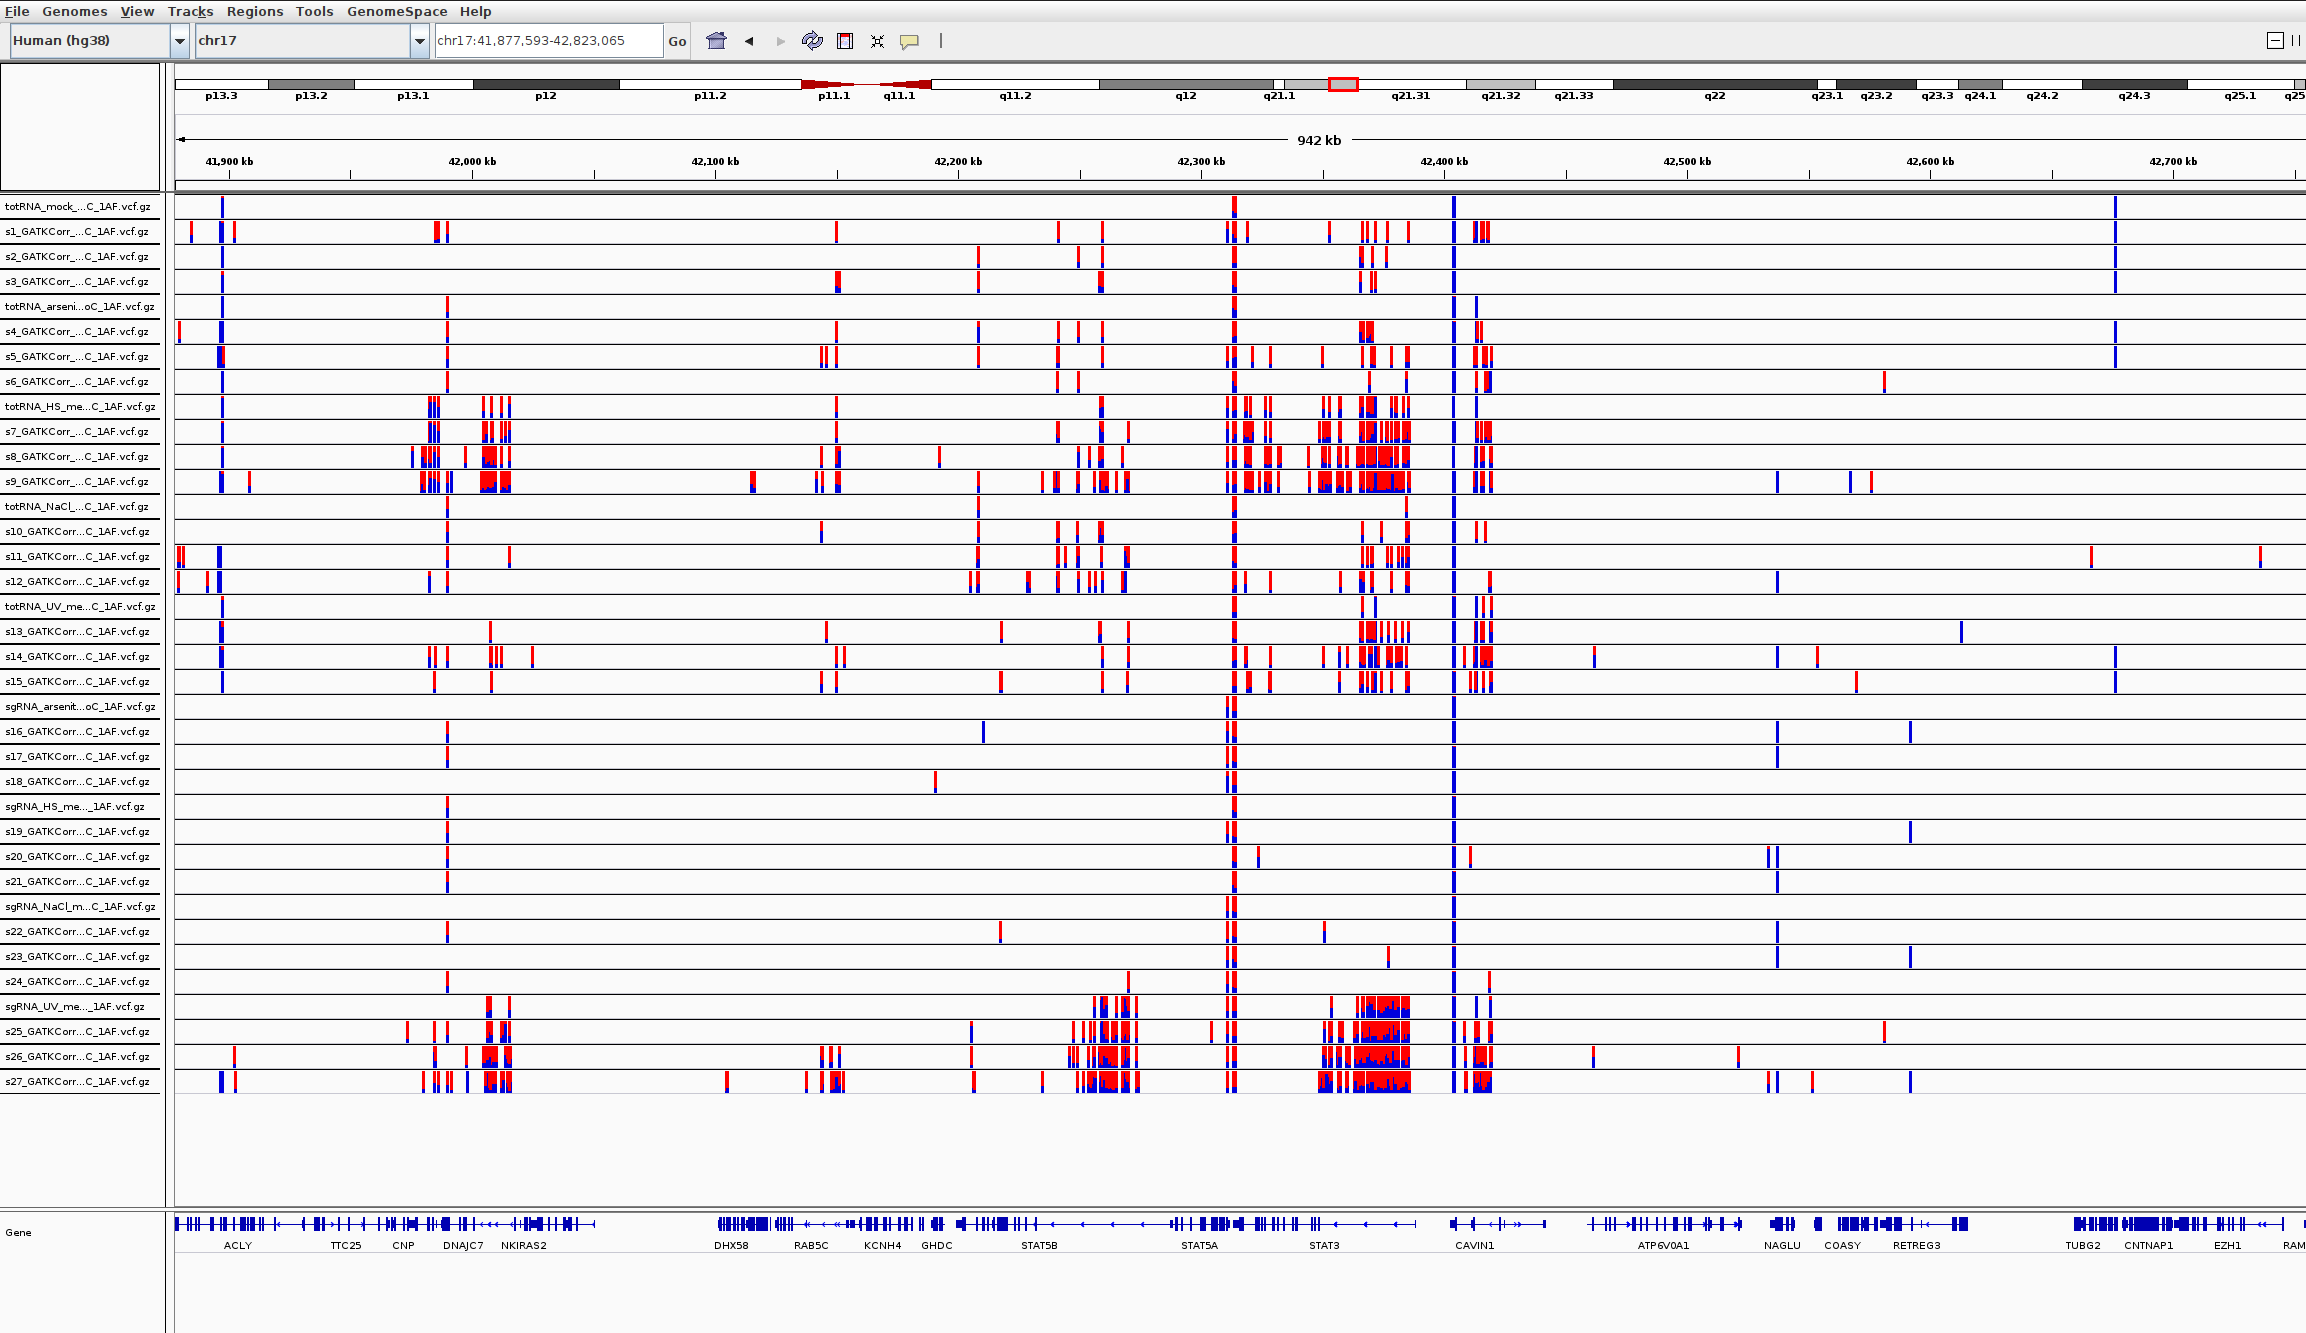 File Genomes View Tracks Regions Tools GenomeSpace Help
Human (hg38) chr17 chr17:41,877,593-42,823,065 Go
p13.3 p13.2 p13.1 p12 p11.2 p11.1 q11.1 q11.2 q12 q21.1 q21.31 q21.32 q21.33 q22 q23.1 q23.2 q23.3 q24.1 q24.2 q24.3 q25.1 q25
942 kb
41,900 kb 42,000 kb 42,100 kb 42,200 kb 42,300 kb 42,400 kb 42,500 kb 42,600 kb 42,700 kb
totRNA_mock_...C_1AF.vcf.gz
s1_GATKCorr_...C_1AF.vcf.gz
s2_GATKCorr_...C_1AF.vcf.gz
s3_GATKCorr_...C_1AF.vcf.gz
totRNA_arseni...oC_1AF.vcf.gz
s4_GATKCorr_...C_1AF.vcf.gz
s5_GATKCorr_...C_1AF.vcf.gz
s6_GATKCorr_...C_1AF.vcf.gz
totRNA_HS_me...C_1AF.vcf.gz
s7_GATKCorr_...C_1AF.vcf.gz
s8_GATKCorr_...C_1AF.vcf.gz
s9_GATKCorr_...C_1AF.vcf.gz
totRNA_NaCl_...C_1AF.vcf.gz
s10_GATKCorr...C_1AF.vcf.gz
s11_GATKCorr...C_1AF.vcf.gz
s12_GATKCorr...C_1AF.vcf.gz
totRNA_UV_me...C_1AF.vcf.gz
s13_GATKCorr...C_1AF.vcf.gz
s14_GATKCorr...C_1AF.vcf.gz
s15_GATKCorr...C_1AF.vcf.gz
sgRNA_arsenit...oC_1AF.vcf.gz
s16_GATKCorr...C_1AF.vcf.gz
s17_GATKCorr...C_1AF.vcf.gz
s18_GATKCorr...C_1AF.vcf.gz
sgRNA_HS_me..._1AF.vcf.gz
s19_GATKCorr...C_1AF.vcf.gz
s20_GATKCorr...C_1AF.vcf.gz
s21_GATKCorr...C_1AF.vcf.gz
sgRNA_NaCl_m...C_1AF.vcf.gz
s22_GATKCorr...C_1AF.vcf.gz
s23_GATKCorr...C_1AF.vcf.gz
s24_GATKCorr...C_1AF.vcf.gz
sgRNA_UV_me..._1AF.vcf.gz
s25_GATKCorr...C_1AF.vcf.gz
s26_GATKCorr...C_1AF.vcf.gz
s27_GATKCorr...C_1AF.vcf.gz
Gene
ACLY TTC25 CNP DNAJC7 NKIRAS2 DHX58 RAB5C KCNH4 GHDC STAT5B STAT5A STAT3 CAVIN1 ATP6V0A1 NAGLU COASY RETREG3 TUBG2 CNTNAP1 EZH1 RAM